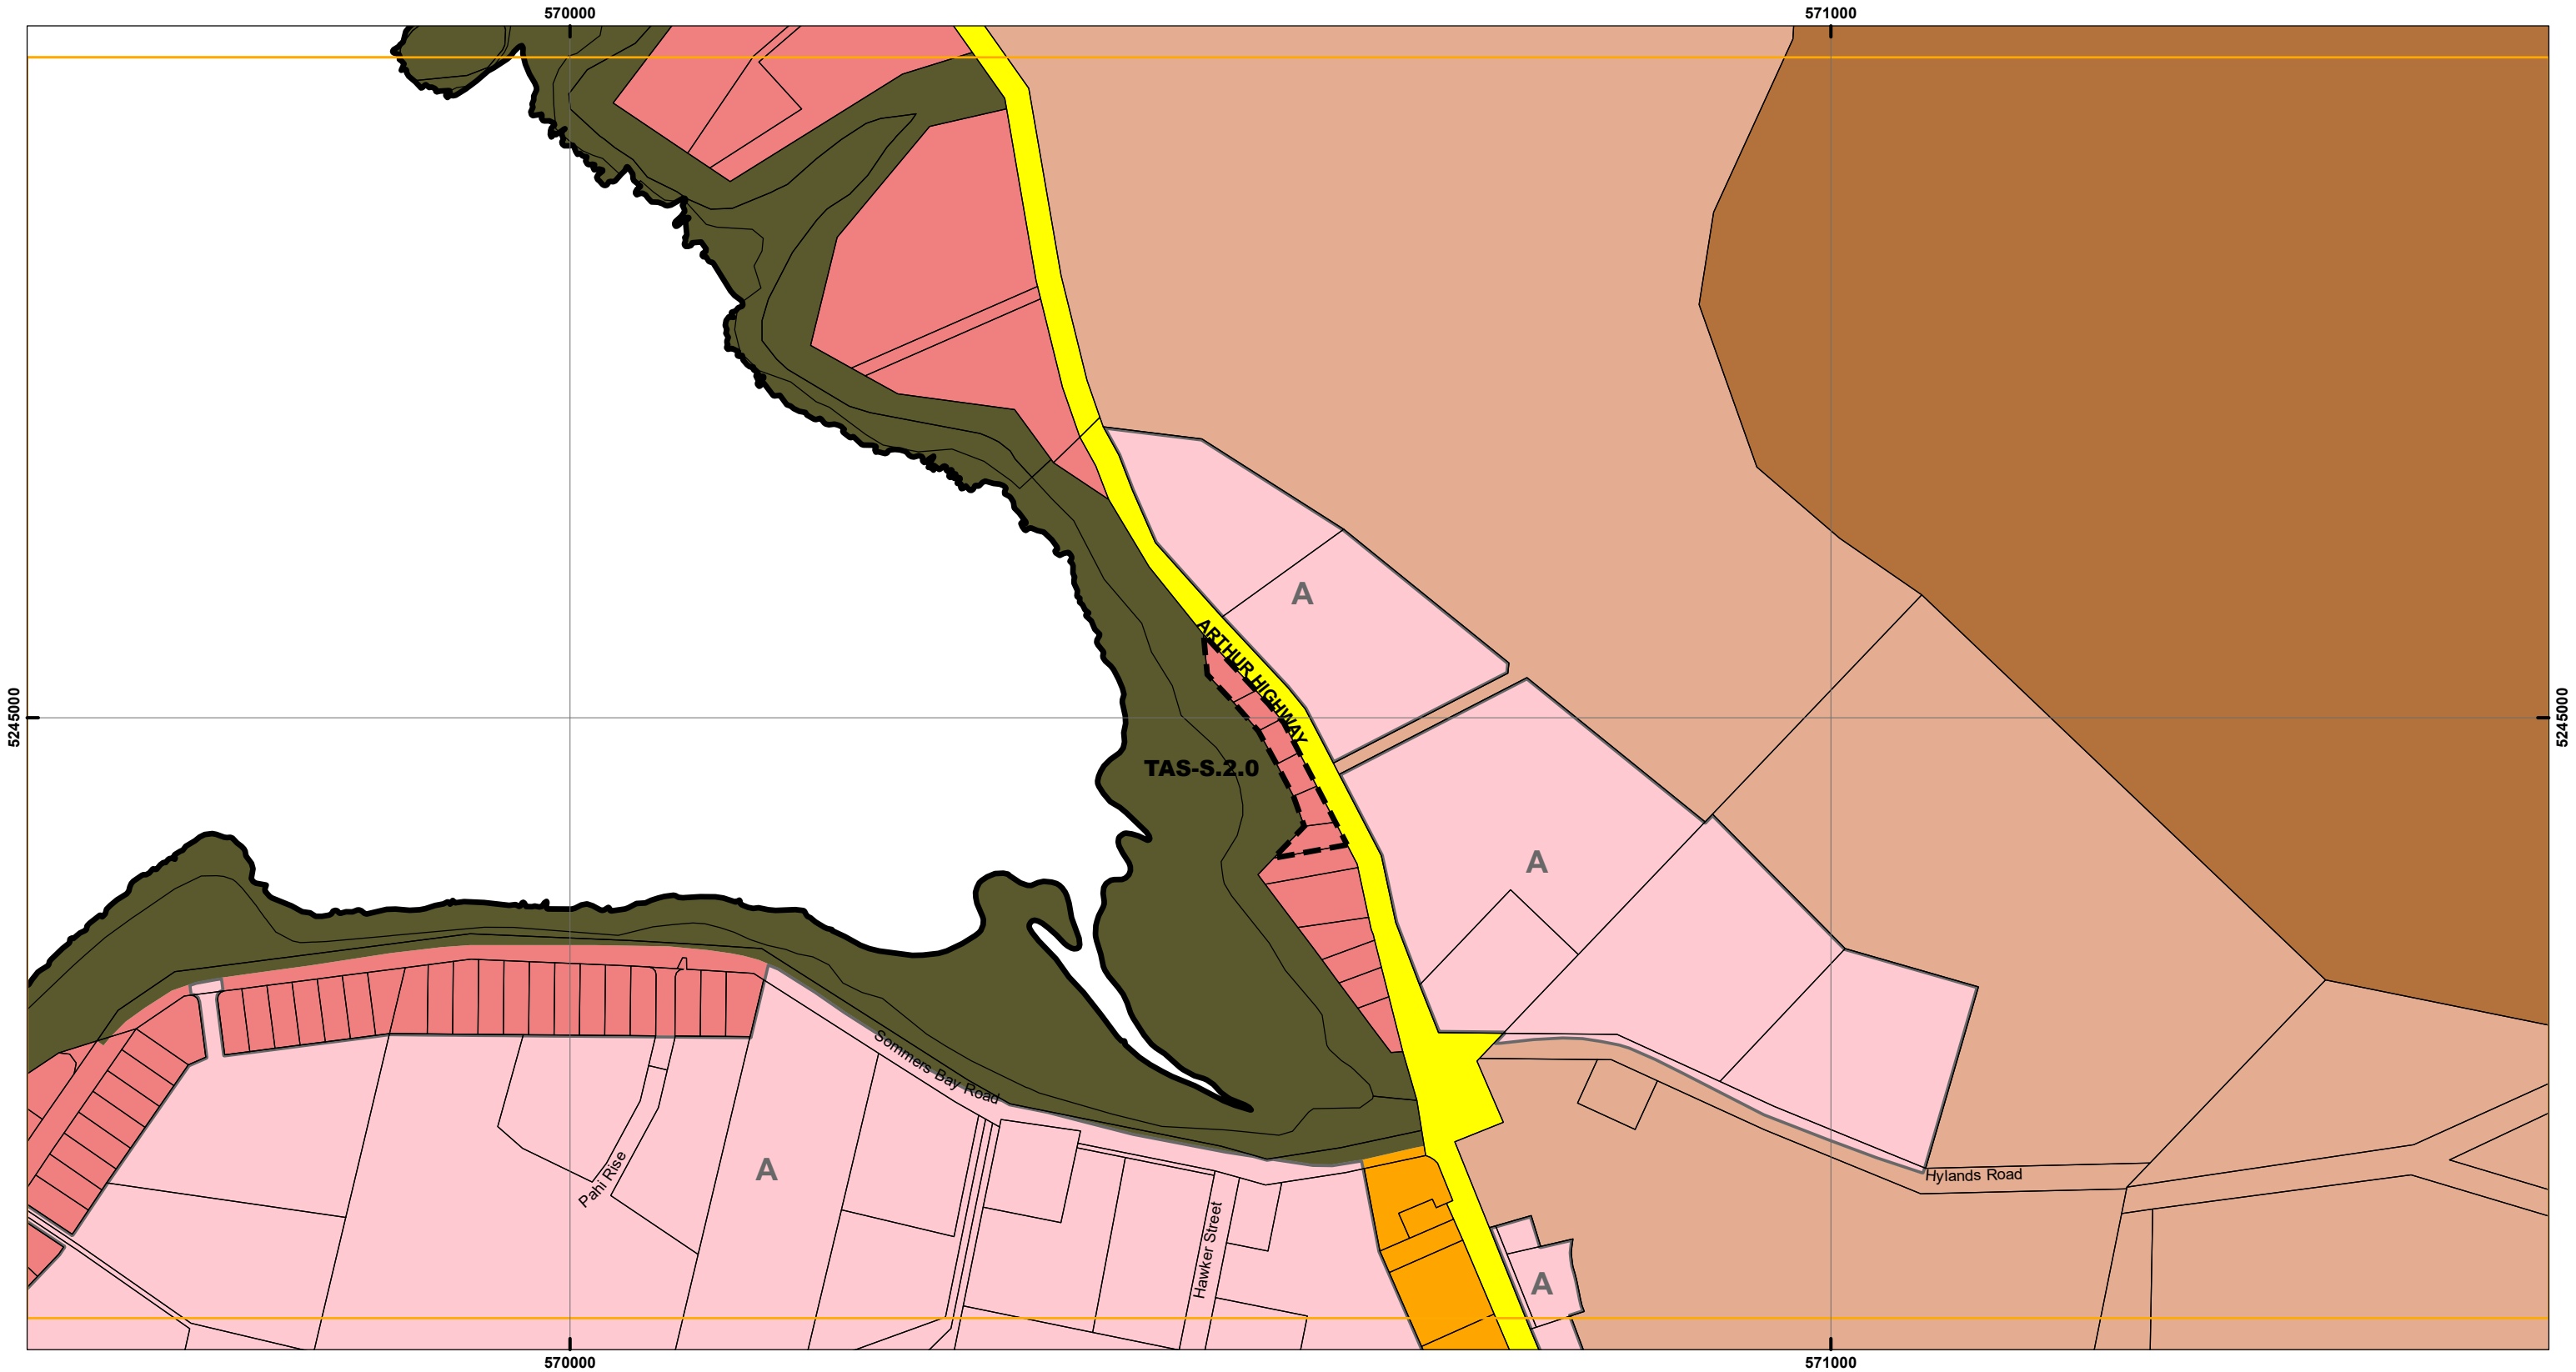 570000
571000
A
ARTHUR HIGHWAY
5245000
5245000
TAS-S.2.0
A
Sommers Bay Road
A
Pahi Rise
Hawker Street
Hylands Road
A
570000
571000